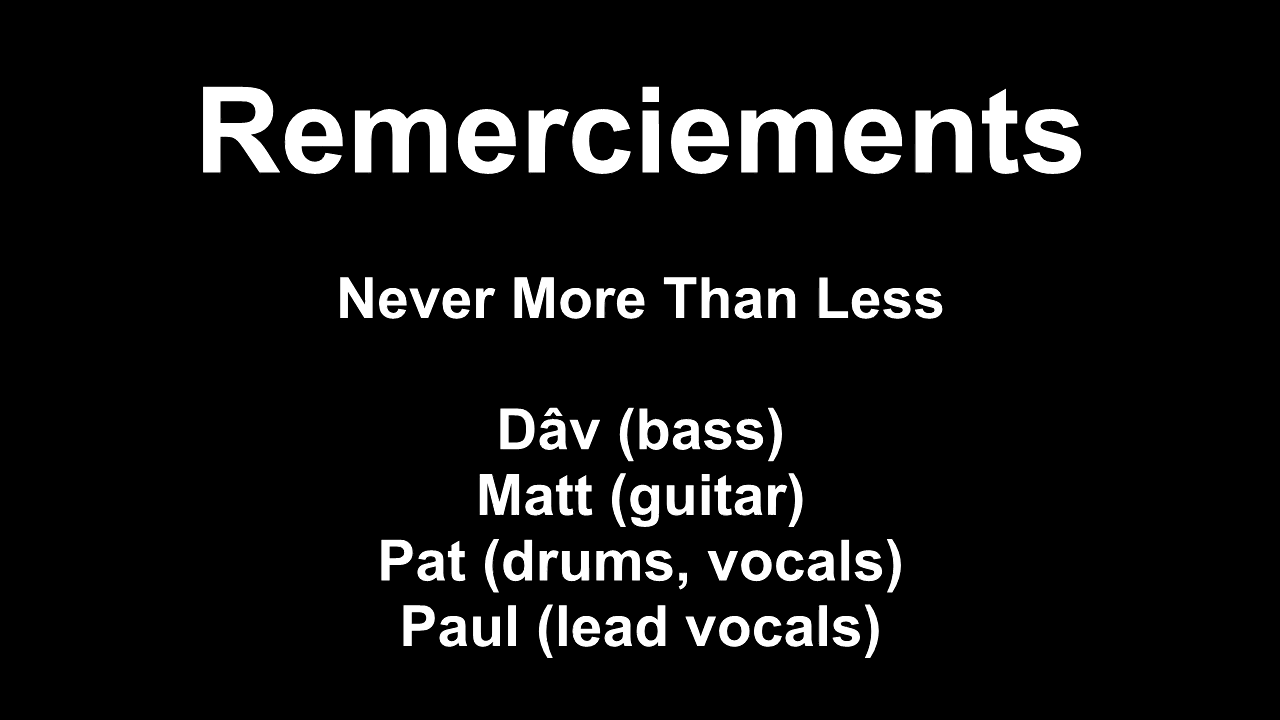 Remerciements
Never More Than Less
Dâv (bass)
Matt (guitar)
Pat (drums, vocals)
Paul (lead vocals)